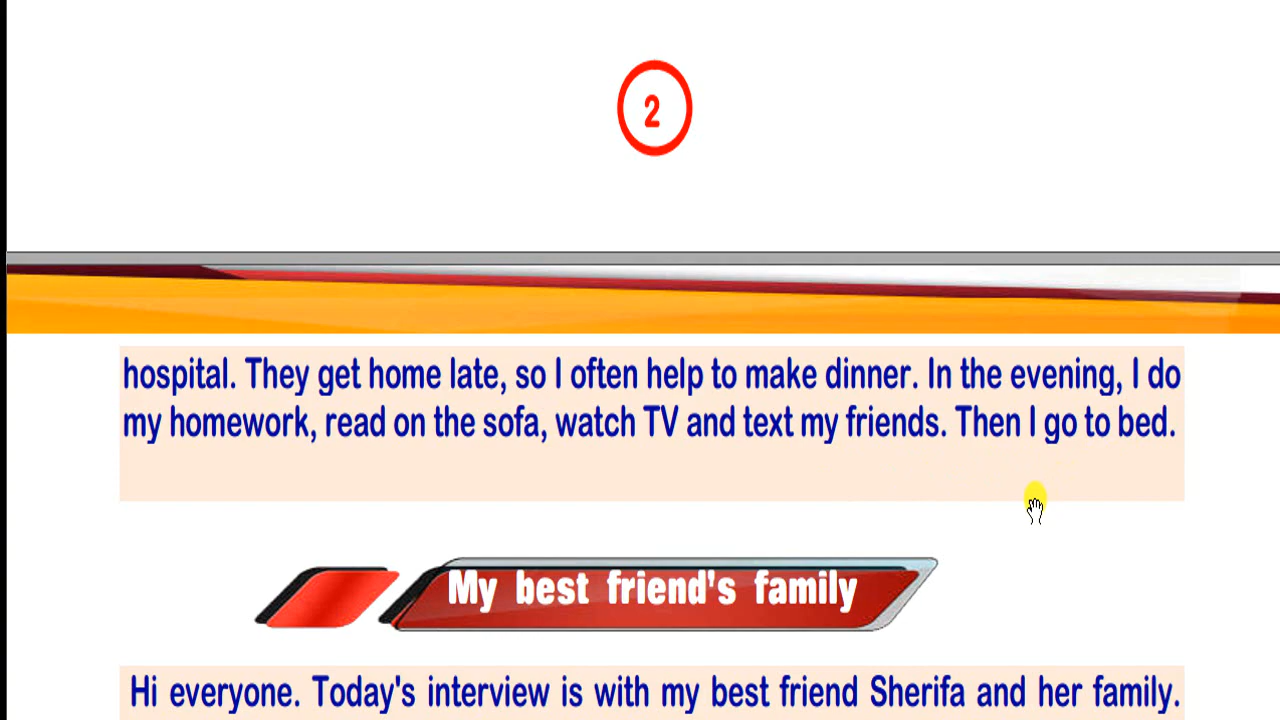 2
hospital. They get home late, so I often help to make dinner. In the evening, I do
my homework, read on the sofa, watch TV and text my friends. Then I go to bed.
My best friend's family
Hi everyone. Today's interview is with my best friend Sherifa and her family.